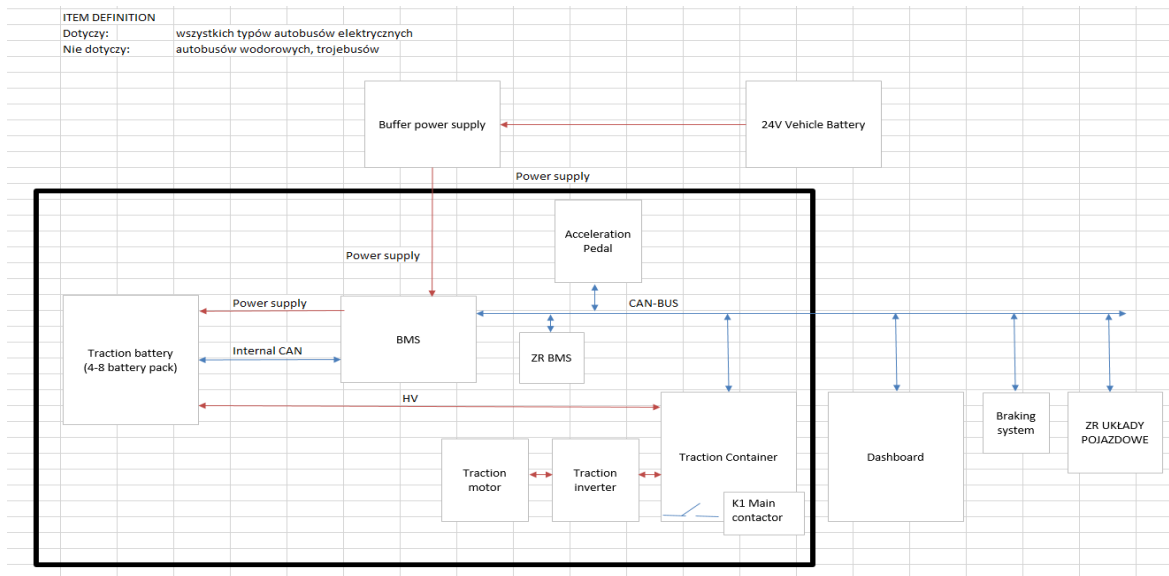 ITEM DEFINITION
Dotyczy: wszystkich typów autobusów elektrycznych
Nie dotyczy: autobusów wodorowych, trojebusów
Buffer power supply
24V Vehicle Battery
Power supply
Acceleration
Pedal
Power supply
Power supply
CAN-BUS
BMS
Traction battery
(4-8 battery pack)
Internal CAN
ZR BMS
HV
Braking
system
ZR UKŁADY
POJAZDOWE
Traction
motor
Traction
inverter
Traction Container
Dashboard
K1 Main
contactor